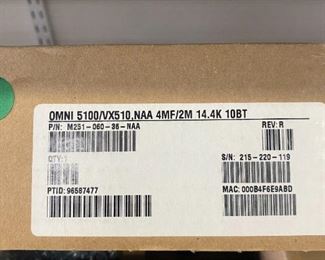 OMNI 5100/VX510,NAA 4MF/2M 14.4K 10BT
P/N: M251-060-36-NAA
REV: R
QTY: 1
S/N: 215-220-119
PTID: 96587477
MAC: 000B4F6E9ABD